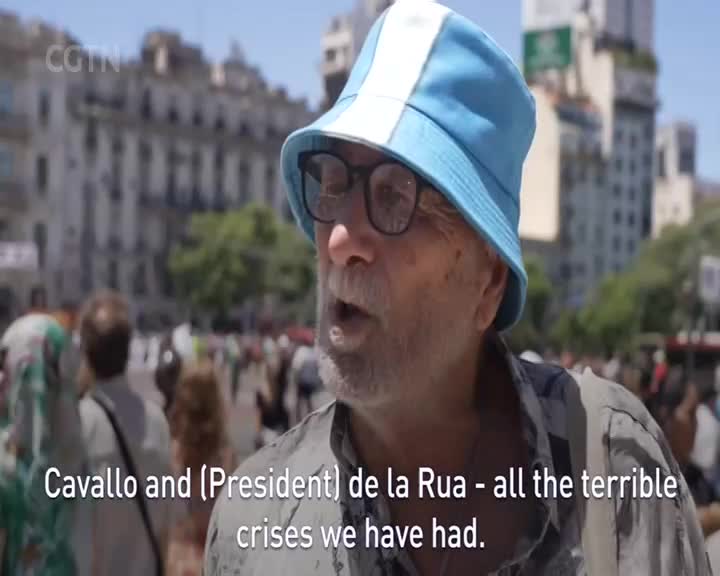 CGTN
Cavallo and (President) de la Rua - all the terrible
crises we have had.